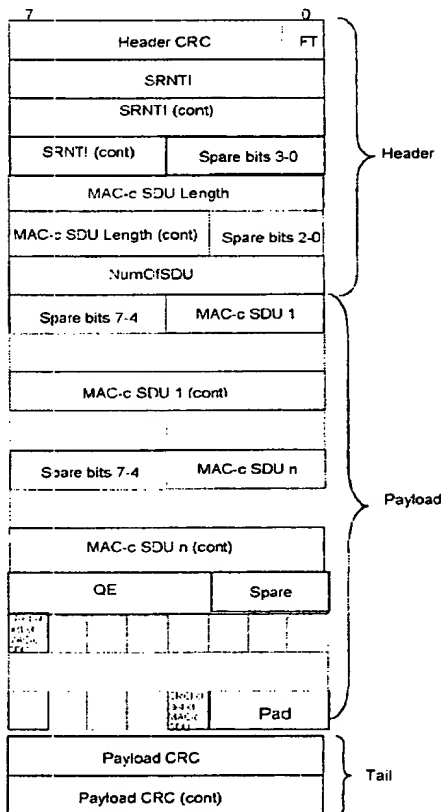 7 0
Header CRC FT
SRNTI
SRNTI (cont)
SRNTI (cont) Spare bits 3-0
Header
MAC-c SDU Length
MAC-c SDU Length (cont) Spare bits 2-0
NumOfSDU
Spare bits 7-4 MAC-c SDU 1
MAC-c SDU 1 (cont)
Spare bits 7-4 MAC-c SDU n
Payload
MAC-c SDU n (cont)
QE Spare
Pad
Payload CRC
Tail
Payload CRC (cont)